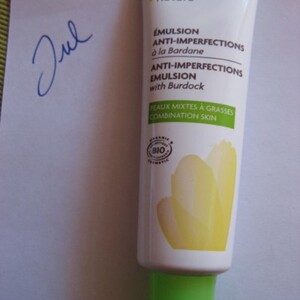 Jul
ÉMULSION
ANTI-IMPERFECTIONS
à la Bardane
ANTI-IMPERFECTIONS
EMULSION
with Burdock
PEAUX MIXTES À GRASSES
COMBINATION SKIN
BIO